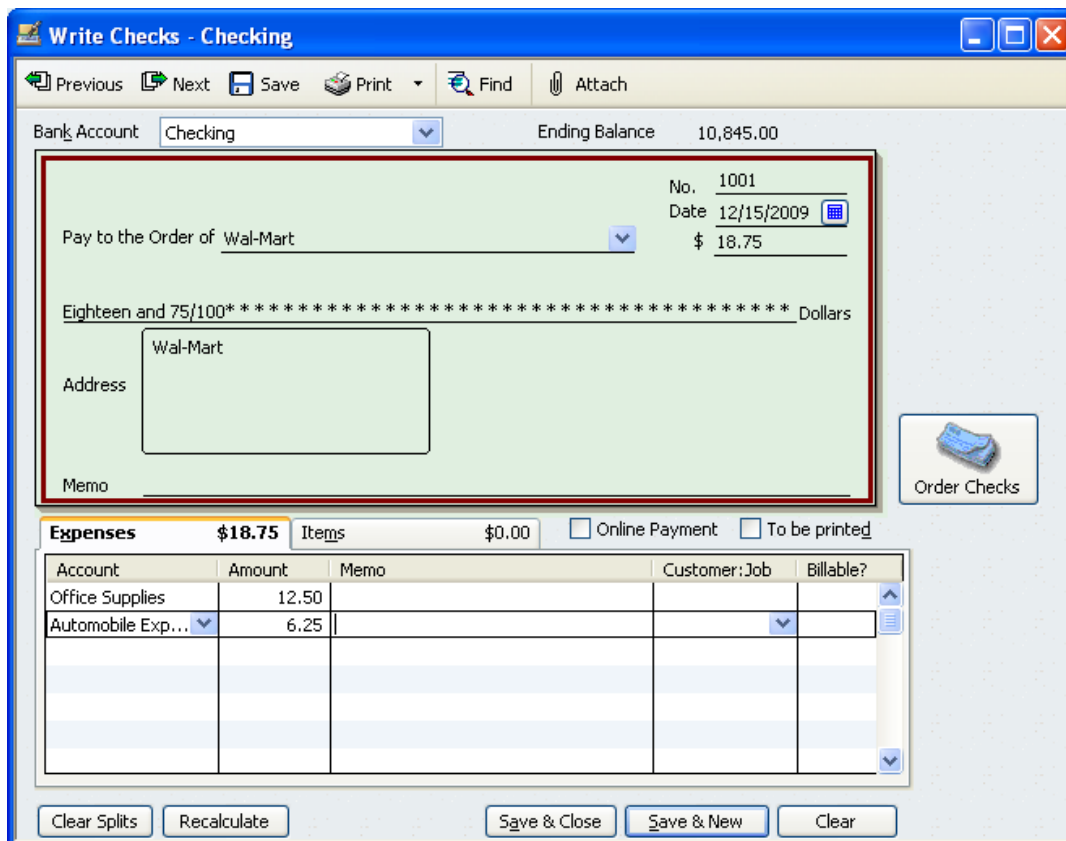 Write Checks - Checking
Previous Next Save Print Find Attach
Bank Account Checking Ending Balance 10,845.00
No. 1001
Date 12/15/2009
Pay to the Order of Wal-Mart $ 18.75
Eighteen and 75/100* * * * * * * * * * * * * * * * * * * * * * * * * * * * * * * * * * * * * * * Dollars
Wal-Mart
Address
Memo
Order Checks
Expenses $18.75 Items $0.00 Online Payment To be printed
Account Amount Memo Customer:Job Billable?
Office Supplies 12.50
Automobile Exp... 6.25
Clear Splits Recalculate Save & Close Save & New Clear